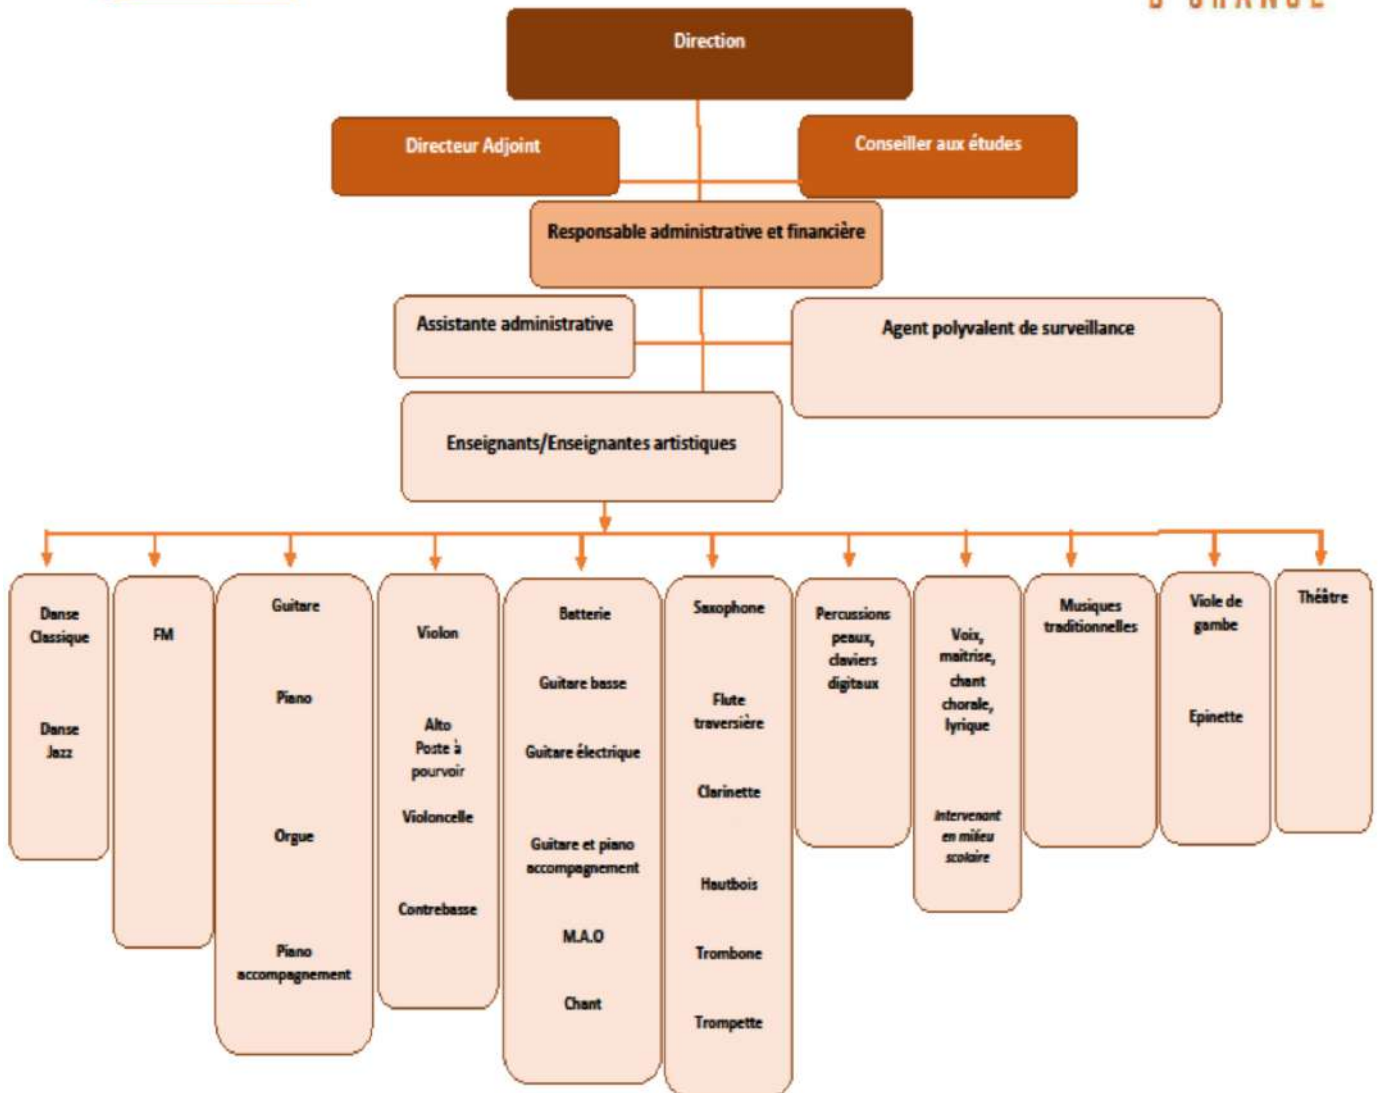 D'ORANGE
Direction
Directeur Adjoint
Conseiller aux études
Responsable administrative et financière
Assistante administrative
Agent polyvalent de surveillance
Enseignants/Enseignantes artistiques
Danse
Classique
Danse
Jazz
FM
Guitare
Piano
Orgue
Piano
accompagnement
Violon
Alto
Poste à
pourvoir
Violoncelle
Contrebasse
Batterie
Guitare basse
Guitare électrique
Guitare et piano
accompagnement
M.A.O
Chant
Saxophone
Flute
traversière
Clarinette
Hautbois
Trombone
Trompette
Percussions
peaux,
claviers
digitaux
Voix,
maitrise,
chant
chorale,
lyrique
Intervenant
en milieu
scolaire
Musiques
traditionnelles
Viole de
gambe
Epinette
Théâtre